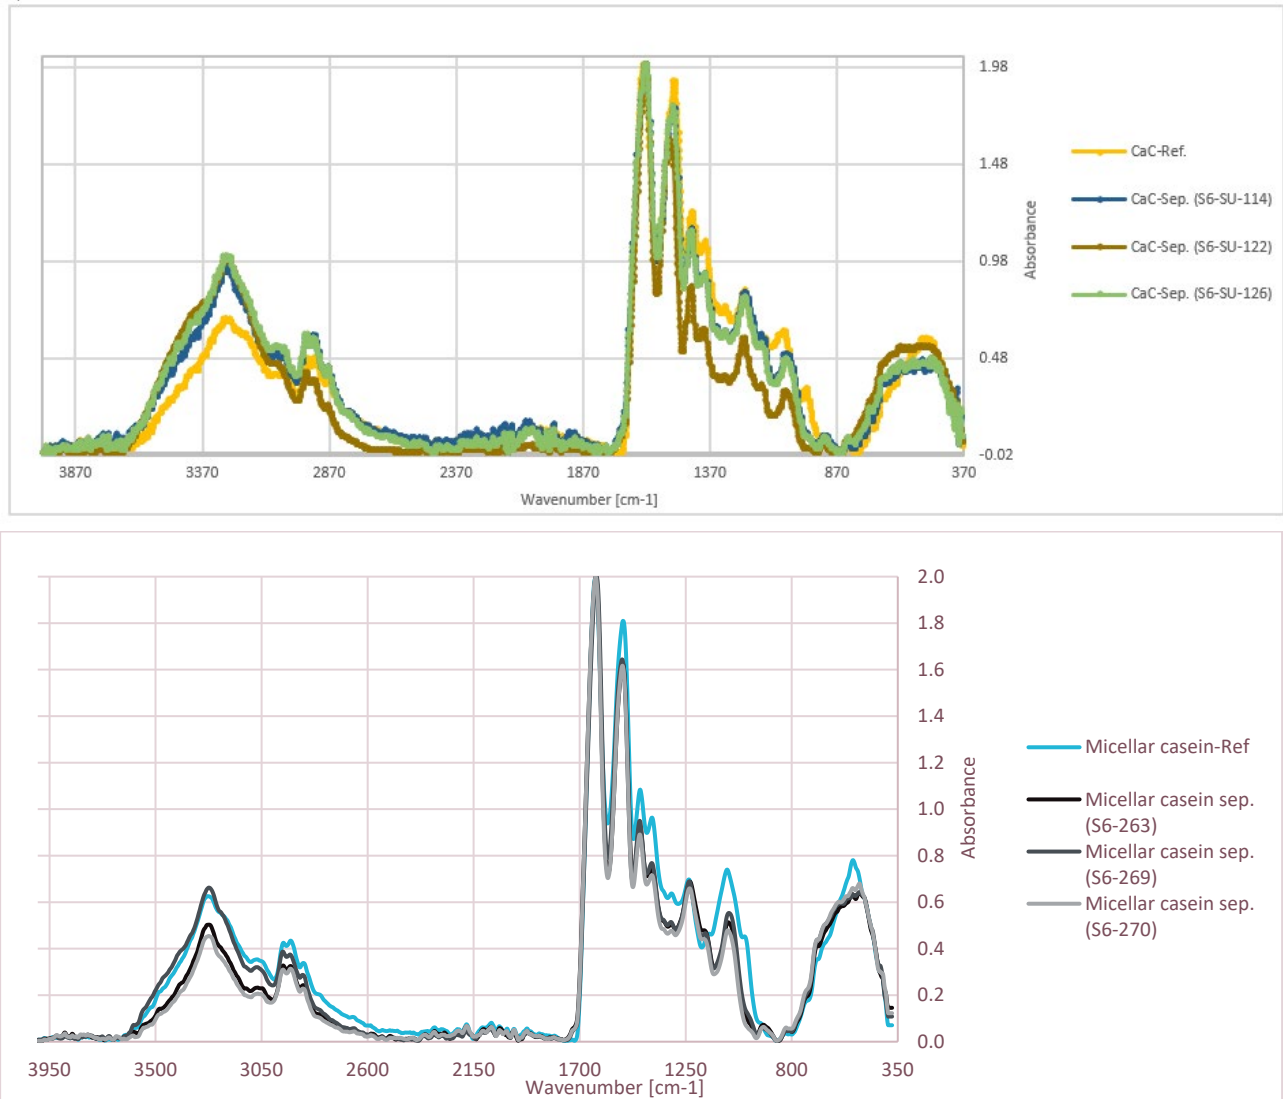 1.98
1.48
0.98
0.48
-0.02
Absorbance
3870
3370
2870
2370
1870
1370
870
370
Wavenumber [cm-1]
CaC-Ref.
CaC-Sep. (S6-SU-114)
CaC-Sep. (S6-SU-122)
CaC-Sep. (S6-SU-126)
2.0
1.8
1.6
1.4
1.2
1.0
0.8
0.6
0.4
0.2
0.0
Absorbance
3950
3500
3050
2600
2150
1700
1250
800
350
Wavenumber [cm-1]
Micellar casein-Ref
Micellar casein sep.
(S6-263)
Micellar casein sep.
(S6-269)
Micellar casein sep.
(S6-270)